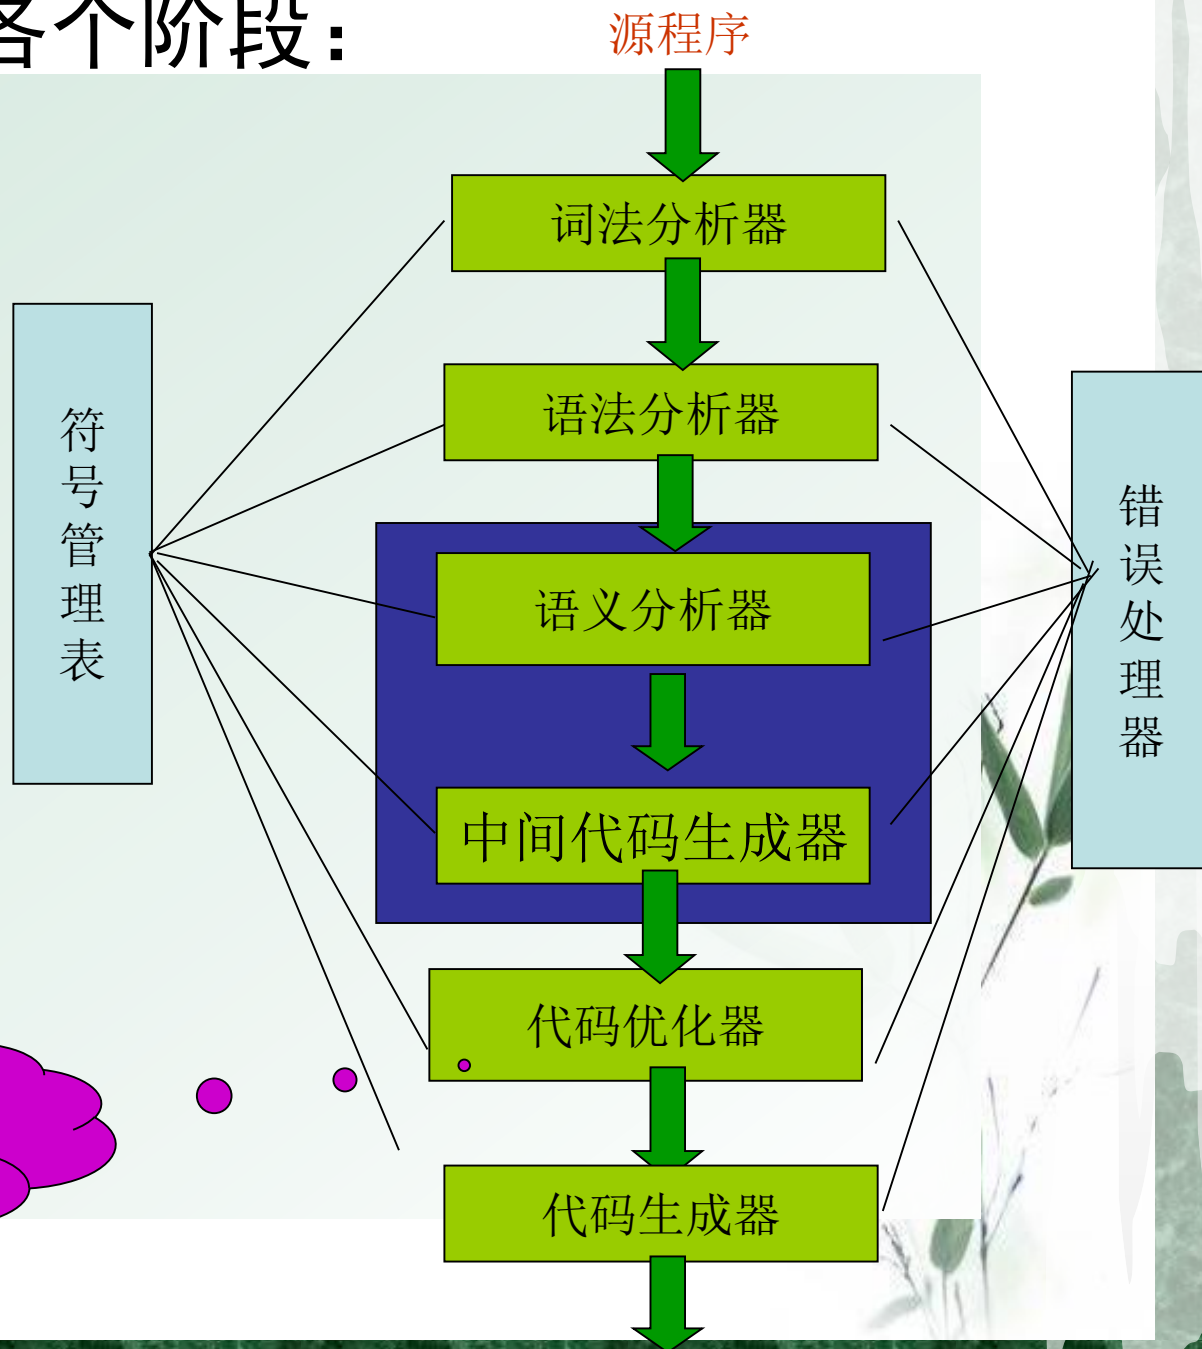 各个阶段：
源程序
词法分析器
语法分析器
语义分析器
中间代码生成器
代码优化器
代码生成器
符号管理表
错误处理器